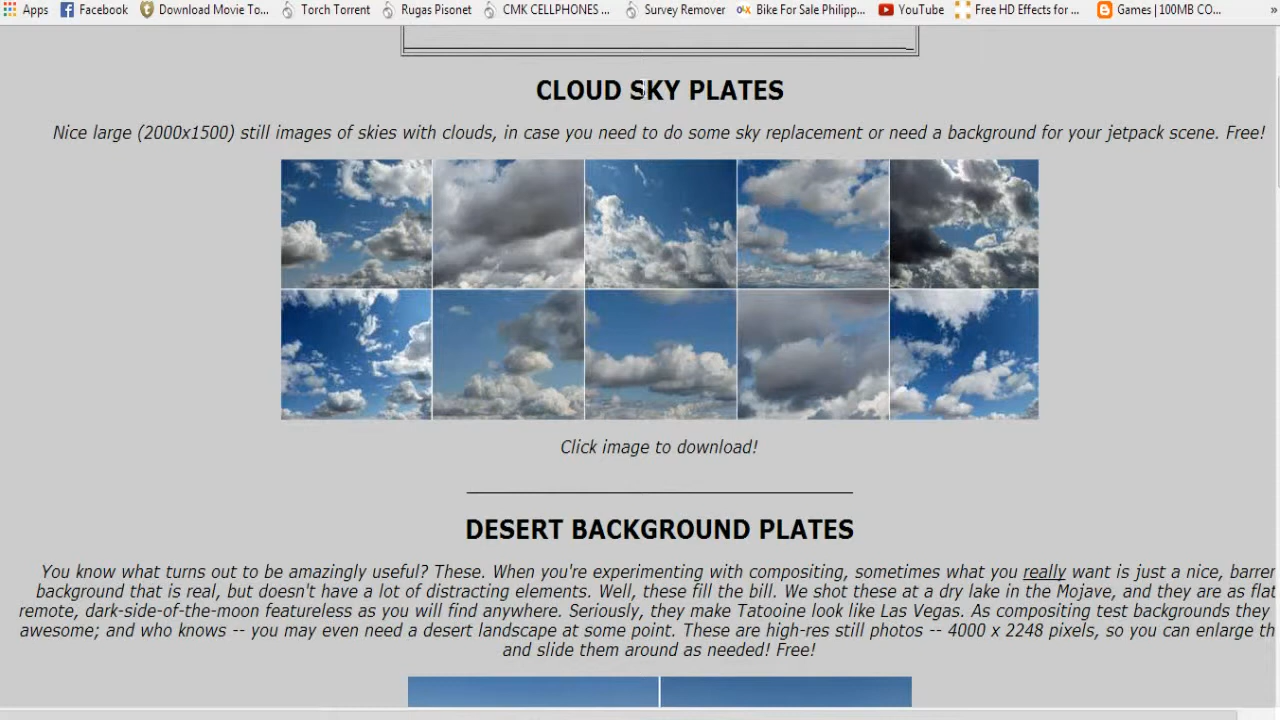 Apps Facebook Download Movie To... Torch Torrent Rugas Pisonet CMK CELLPHONES ... Survey Remover Bike For Sale Philipp... YouTube Free HD Effects for ... Games | 100MB CO... »
CLOUD SKY PLATES
Nice large (2000x1500) still images of skies with clouds, in case you need to do some sky replacement or need a background for your jetpack scene. Free!
Click image to download!
DESERT BACKGROUND PLATES
You know what turns out to be amazingly useful? These. When you're experimenting with compositing, sometimes what you really want is just a nice, barren
background that is real, but doesn't have a lot of distracting elements. Well, these fill the bill. We shot these at a dry lake in the Mojave, and they are as flat
remote, dark-side-of-the-moon featureless as you will find anywhere. Seriously, they make Tatooine look like Las Vegas. As compositing test backgrounds they
awesome; and who knows -- you may even need a desert landscape at some point. These are high-res still photos -- 4000 x 2248 pixels, so you can enlarge th
and slide them around as needed! Free!